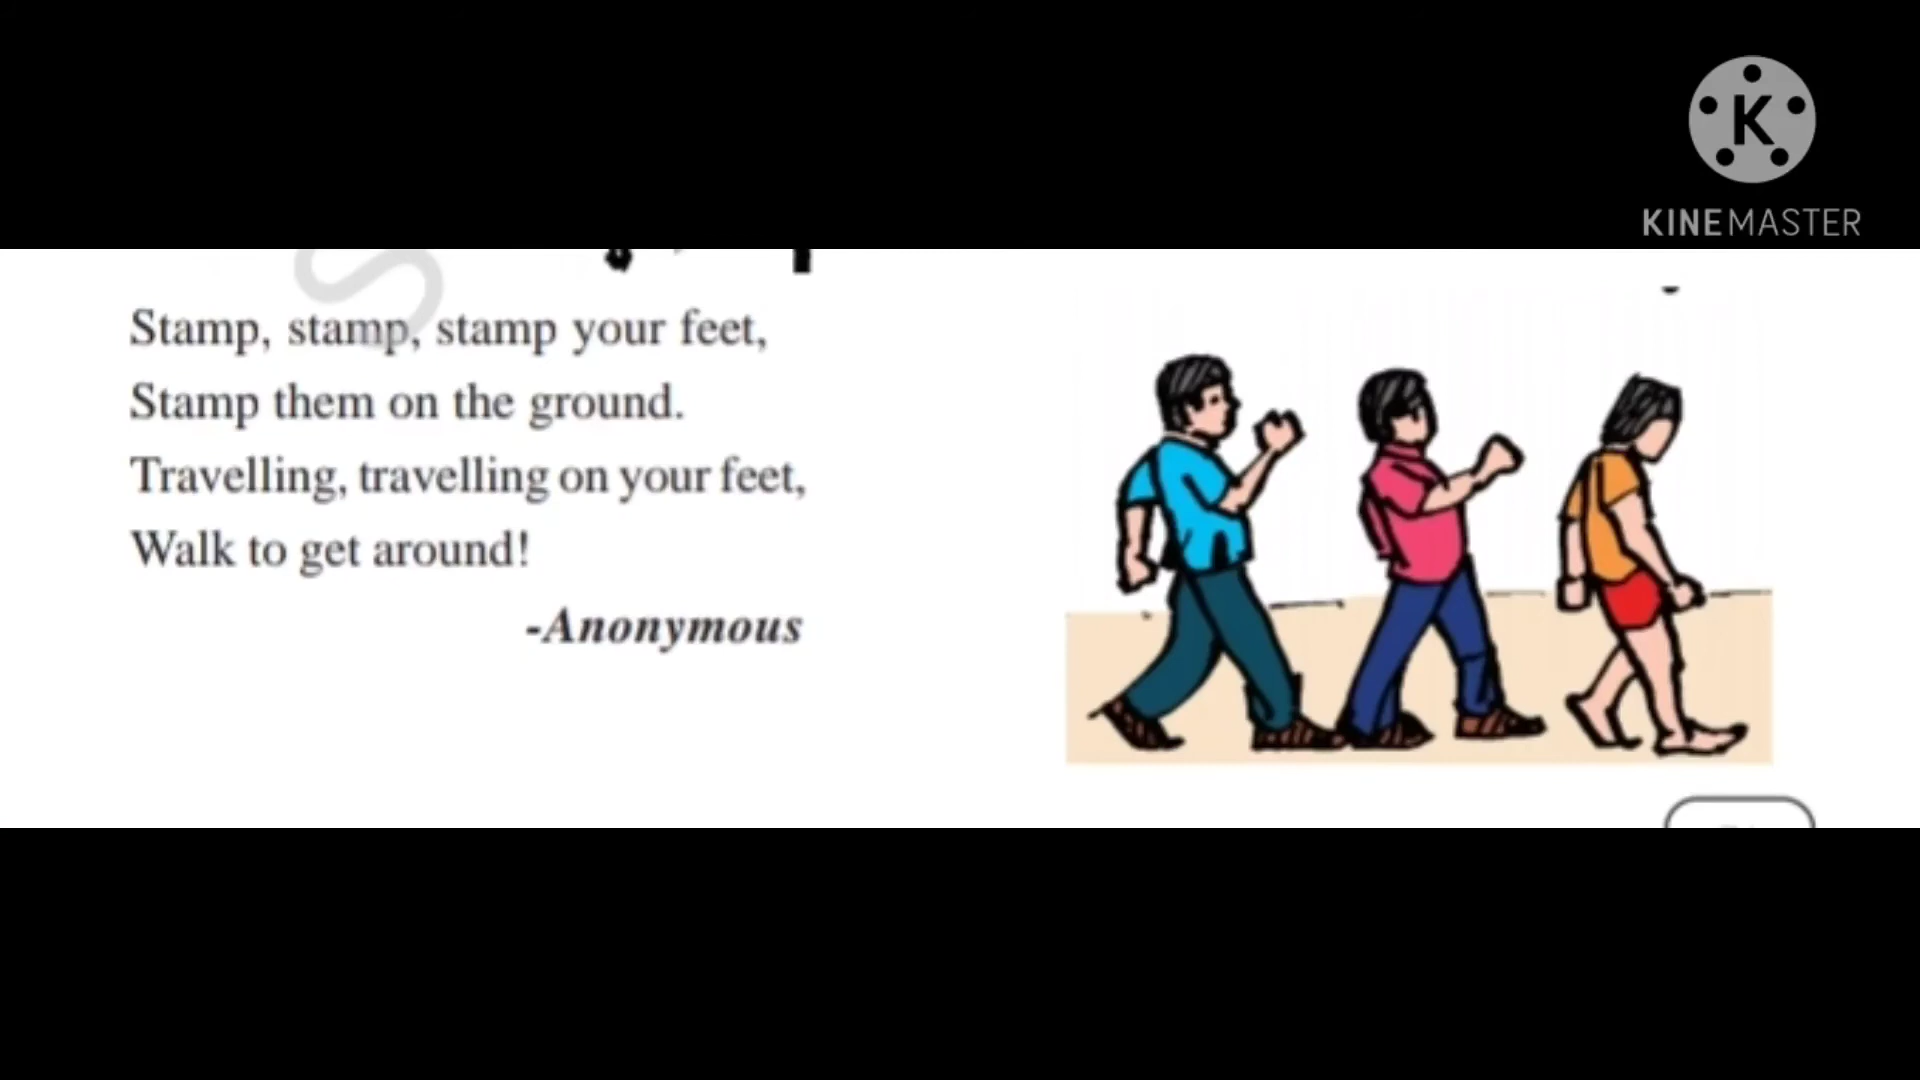 K
KINEMASTER
S
Stamp, stamp, stamp your feet,
Stamp them on the ground.
Travelling, travelling on your feet,
Walk to get around!
-Anonymous